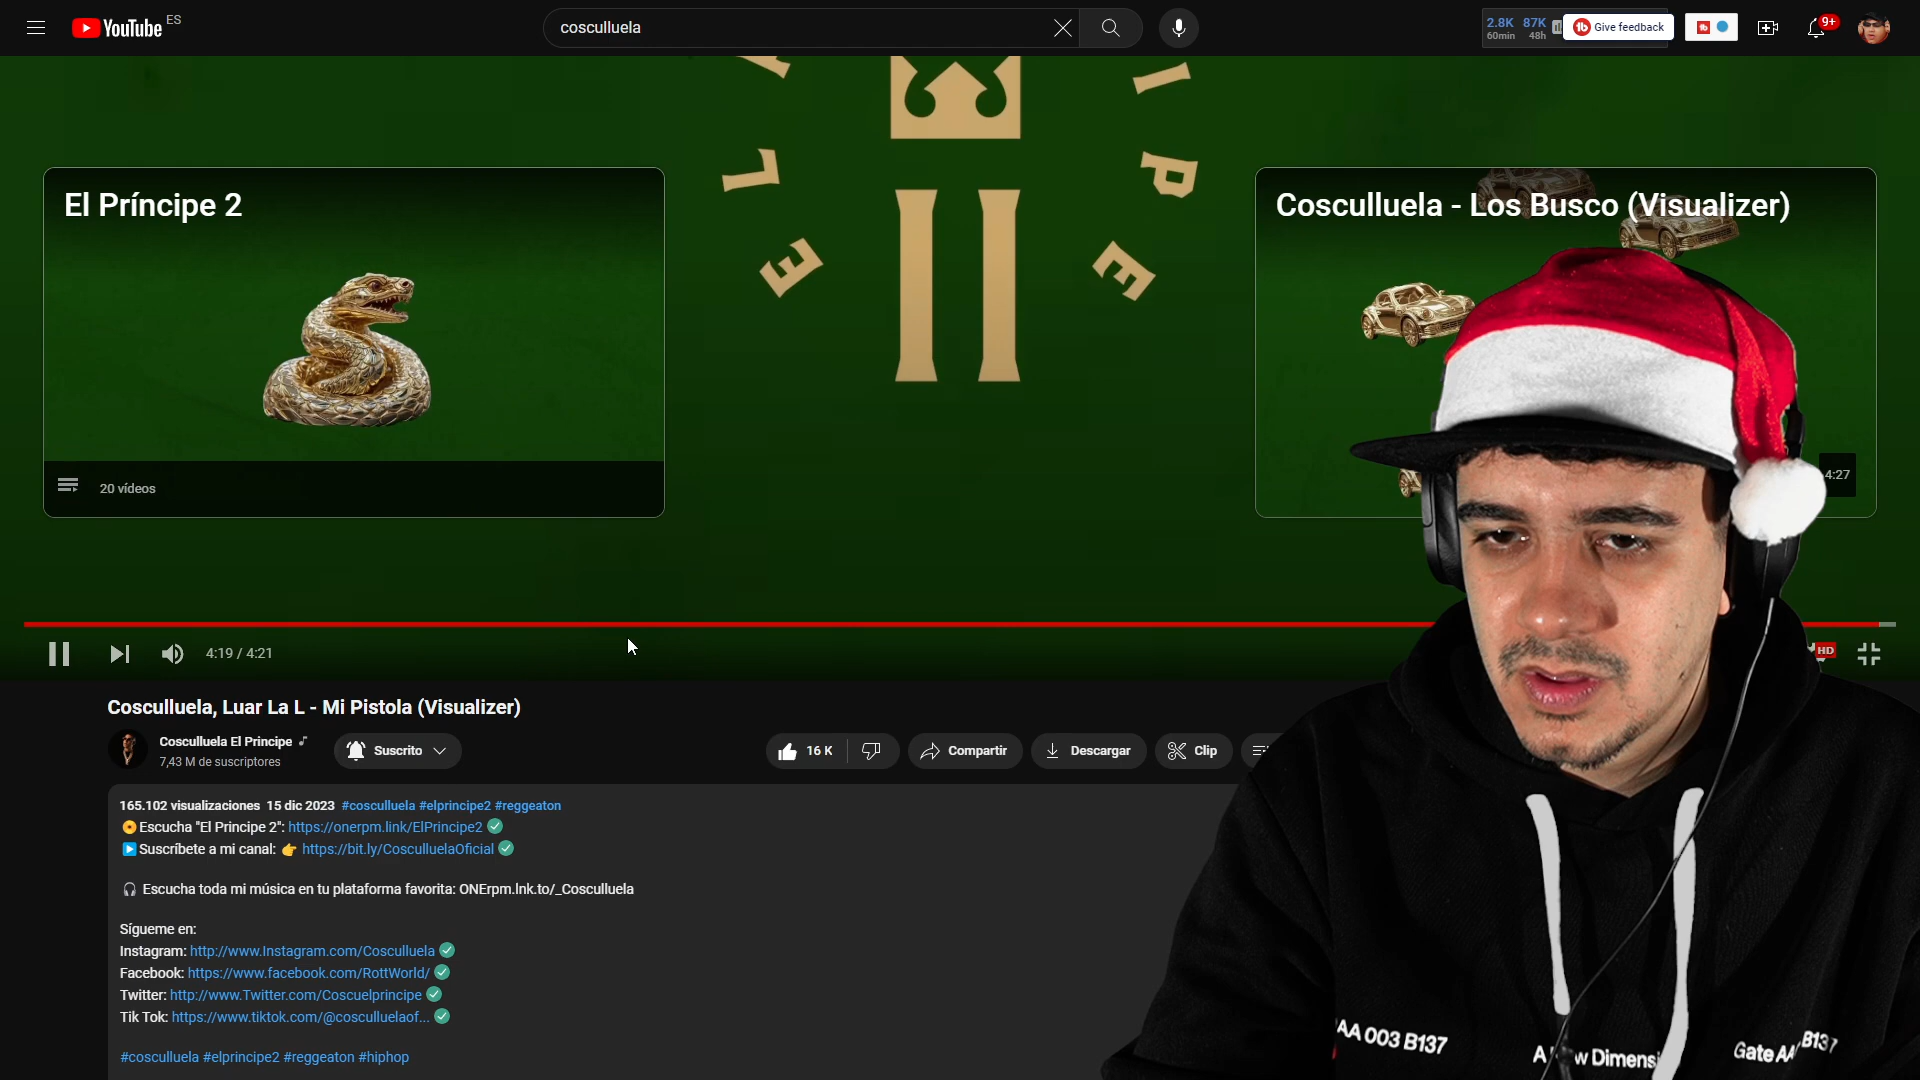 YouTube ES
cosculluela
2.8K 87K
60min 48h
Give feedback
9+
El Príncipe 2
20 vídeos
Cosculluela - Los Busco (Visualizer)
4:27
4:19 / 4:21
HD
Cosculluela, Luar La L - Mi Pistola (Visualizer)
Cosculluela El Principe
7,43 M de suscriptores
Suscrito
16 K
Compartir
Descargar
Clip
165.102 visualizaciones 15 dic 2023 #cosculluela #elprincipe2 #reggeaton
Escucha "El Principe 2": https://onerpm.link/ElPrincipe2
Suscríbete a mi canal: 👉 https://bit.ly/CosculluelaOficial
🎧 Escucha toda mi música en tu plataforma favorita: ONErpm.lnk.to/_Cosculluela
Sígueme en:
Instagram: http://www.Instagram.com/Cosculluela
Facebook: https://www.facebook.com/RottWorld/
Twitter: http://www.Twitter.com/Coscuelprincipe
Tik Tok: https://www.tiktok.com/@cosculluelaof...
#cosculluela #elprincipe2 #reggeaton #hiphop
AA 003 B137
Gate AA B137